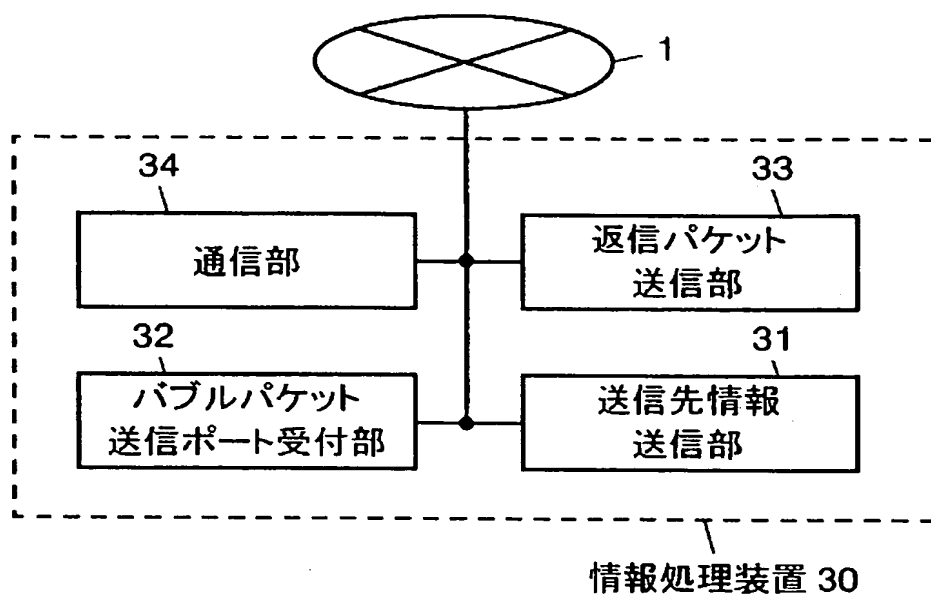 1
34
通信部
33
返信パケット
送信部
32
バブルパケット
送信ポート受付部
31
送信先情報
送信部
情報処理装置 30